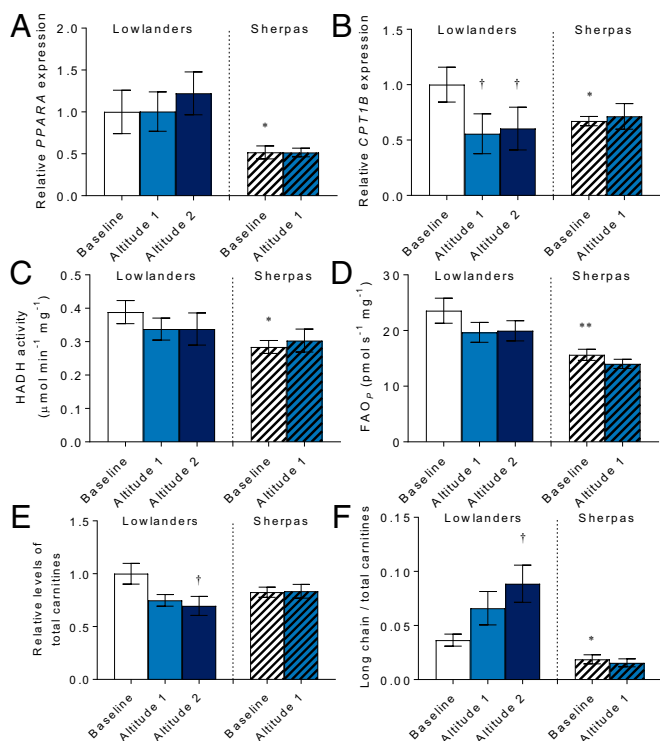 A
Lowlanders
Sherpas
Relative PPARA expression
2.0
1.5
1.0
0.5
0.0
*
Baseline
Altitude 1
Altitude 2
Baseline
Altitude 1
B
Lowlanders
Sherpas
Relative CPT1B expression
1.5
1.0
0.5
0.0
†
†
*
Baseline
Altitude 1
Altitude 2
Baseline
Altitude 1
C
Lowlanders
Sherpas
HADH activity
(µmol min⁻¹ mg⁻¹)
0.5
0.4
0.3
0.2
0.1
0.0
*
Baseline
Altitude 1
Altitude 2
Baseline
Altitude 1
D
Lowlanders
Sherpas
FAOₚ (pmol s⁻¹ mg⁻¹)
30
20
10
0
**
Baseline
Altitude 1
Altitude 2
Baseline
Altitude 1
E
Lowlanders
Sherpas
Relative levels of
total carnitines
1.5
1.0
0.5
0.0
†
Baseline
Altitude 1
Altitude 2
Baseline
Altitude 1
F
Lowlanders
Sherpas
Long chain / total carnitines
0.15
0.10
0.05
0.00
†
*
Baseline
Altitude 1
Altitude 2
Baseline
Altitude 1